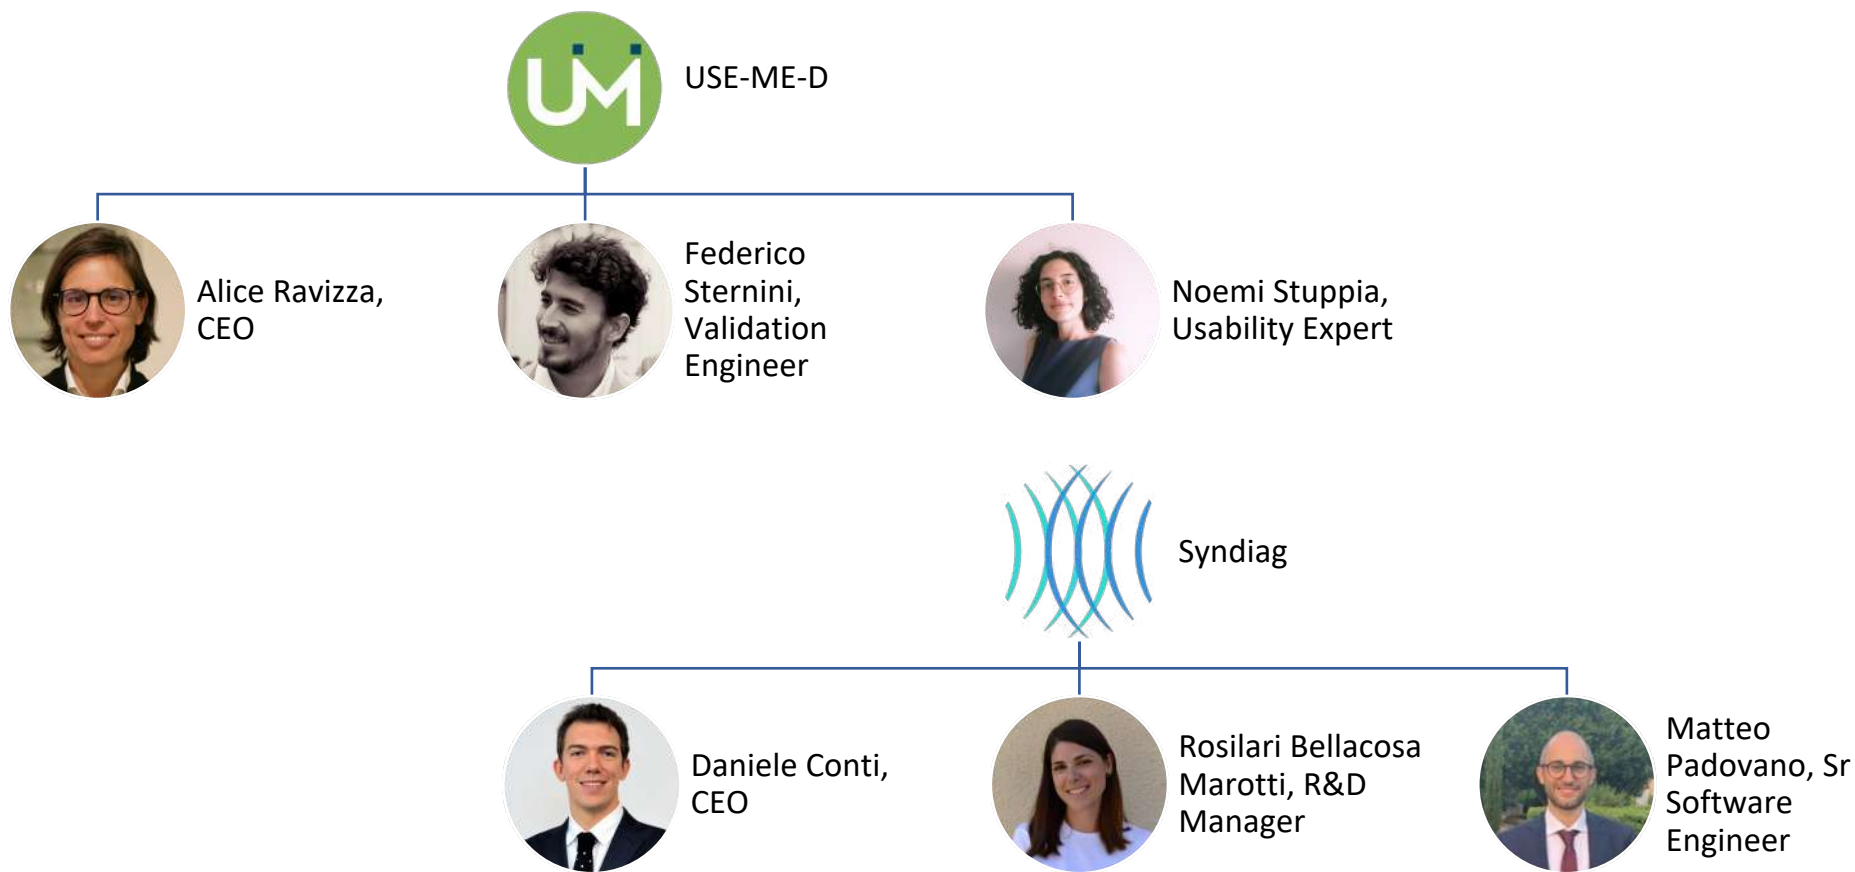 UM
USE-ME-D
Alice Ravizza,
CEO
Federico
Sternini,
Validation
Engineer
Noemi Stuppia,
Usability Expert
Syndiag
Daniele Conti,
CEO
Rosilari Bellacosa
Marotti, R&D
Manager
Matteo
Padovano, Sr
Software
Engineer